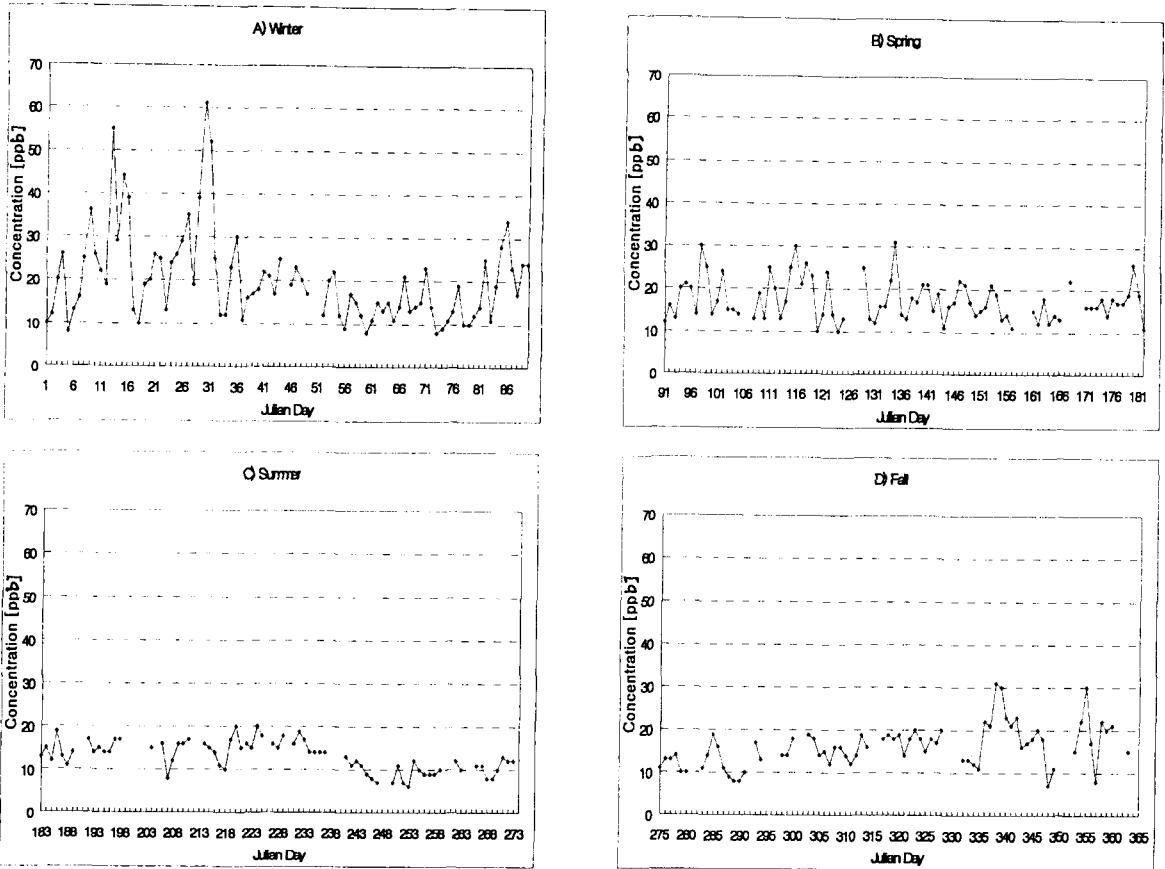 A) Winter
Concentration [ppb]
70
60
50
40
30
20
10
0
1 6 11 16 21 26 31 36 41 46 51 56 61 66 71 76 81 86
Julian Day
B) Spring
Concentration [ppb]
70
60
50
40
30
20
10
0
91 96 101 106 111 116 121 126 131 136 141 146 151 156 161 166 171 176 181
Julian Day
C) Summer
Concentration [ppb]
70
60
50
40
30
20
10
0
183 188 193 198 203 208 213 218 223 228 233 238 243 248 253 258 263 268 273
Julian Day
D) Fall
Concentration [ppb]
70
60
50
40
30
20
10
0
275 280 285 290 295 300 305 310 315 320 325 330 335 340 345 350 355 360 365
Julian Day